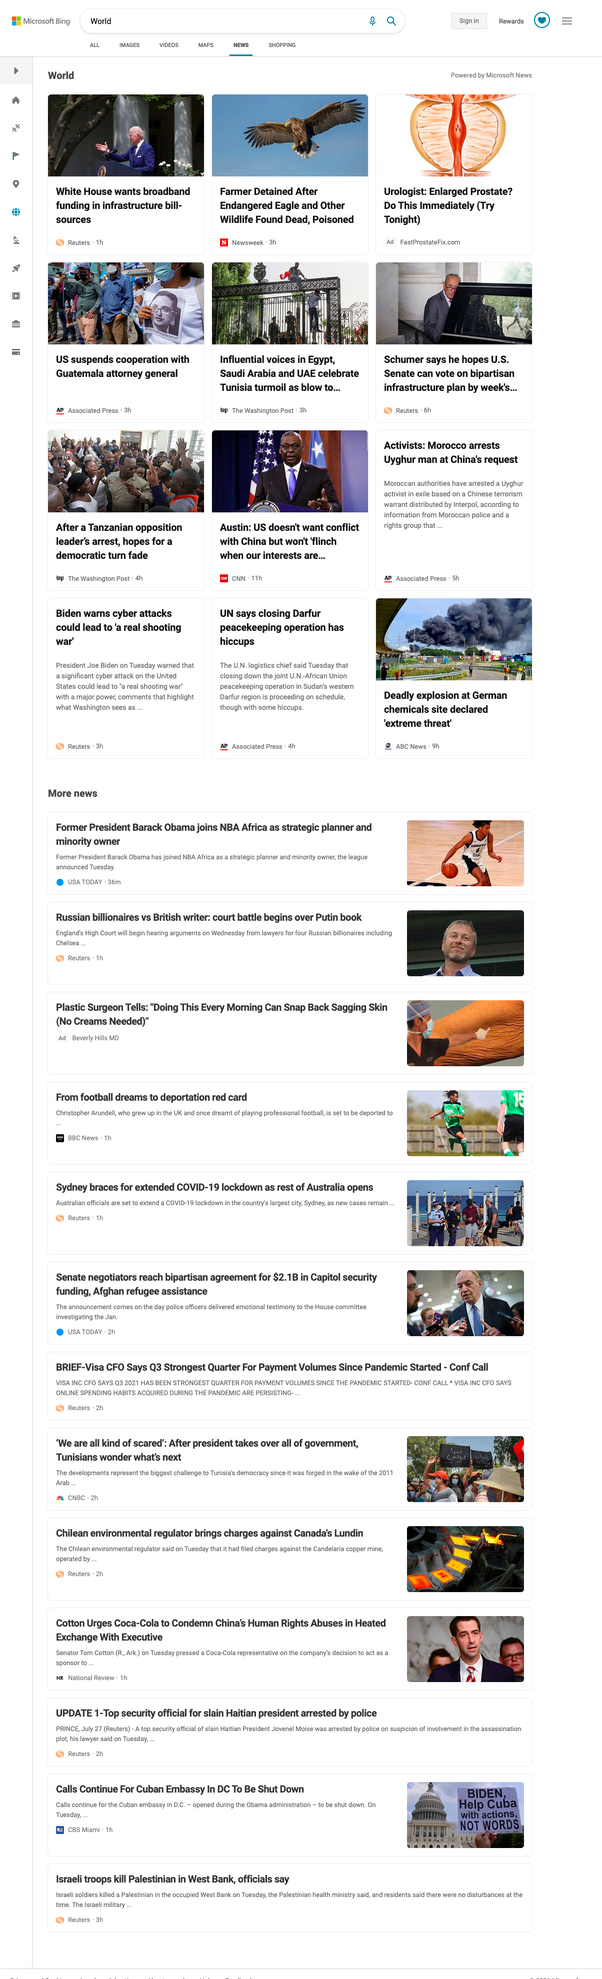 Microsoft Bing
World
Sign in
Rewards
ALL
IMAGES
VIDEOS
MAPS
NEWS
SHOPPING
World
Powered by Microsoft News
White House wants broadband
funding in infrastructure bill-
sources
Reuters · 1h
Farmer Detained After
Endangered Eagle and Other
Wildlife Found Dead, Poisoned
N Newsweek · 3h
Urologist: Enlarged Prostate?
Do This Immediately (Try
Tonight)
Ad FastProstateFix.com
US suspends cooperation with
Guatemala attorney general
AP Associated Press · 3h
Influential voices in Egypt,
Saudi Arabia and UAE celebrate
Tunisia turmoil as blow to...
wp The Washington Post · 3h
Schumer says he hopes U.S.
Senate can vote on bipartisan
infrastructure plan by week's...
Reuters · 6h
After a Tanzanian opposition
leader's arrest, hopes for a
democratic turn fade
wp The Washington Post · 4h
Austin: US doesn't want conflict
with China but won't 'flinch
when our interests are...
CNN · 11h
Activists: Morocco arrests
Uyghur man at China's request
Moroccan authorities have arrested a Uyghur
activist in exile based on a Chinese terrorism
warrant distributed by Interpol, according to
information from Moroccan police and a
rights group that ...
AP Associated Press · 5h
Biden warns cyber attacks
could lead to 'a real shooting
war'
President Joe Biden on Tuesday warned that
a significant cyber attack on the United
States could lead to "a real shooting war"
with a major power, comments that highlight
what Washington sees as ...
Reuters · 3h
UN says closing Darfur
peacekeeping operation has
hiccups
The U.N. logistics chief said Tuesday that
closing down the joint U.N.-African Union
peacekeeping operation in Sudan's western
Darfur region is proceeding on schedule,
though with some hiccups.
AP Associated Press · 4h
Deadly explosion at German
chemicals site declared
'extreme threat'
ABC News · 9h
More news
Former President Barack Obama joins NBA Africa as strategic planner and
minority owner
Former President Barack Obama has joined NBA Africa as a strategic planner and minority owner, the league
announced Tuesday.
USA TODAY · 36m
Russian billionaires vs British writer: court battle begins over Putin book
England's High Court will begin hearing arguments on Wednesday from lawyers for four Russian billionaires including
Chelsea ...
Reuters · 1h
Plastic Surgeon Tells: "Doing This Every Morning Can Snap Back Sagging Skin
(No Creams Needed)"
Ad Beverly Hills MD
From football dreams to deportation red card
Christopher Arundell, who grew up in the UK and once dreamt of playing professional football, is set to be deported to
...
BBC News · 1h
15
Sydney braces for extended COVID-19 lockdown as rest of Australia opens
Australian officials are set to extend a COVID-19 lockdown in the country's largest city, Sydney, as new cases remain ...
Reuters · 1h
Senate negotiators reach bipartisan agreement for $2.1B in Capitol security
funding, Afghan refugee assistance
The announcement comes on the day police officers delivered emotional testimony to the House committee
investigating the Jan.
USA TODAY · 2h
BRIEF-Visa CFO Says Q3 Strongest Quarter For Payment Volumes Since Pandemic Started - Conf Call
VISA INC CFO SAYS Q3 2021 HAS BEEN STRONGEST QUARTER FOR PAYMENT VOLUMES SINCE THE PANDEMIC STARTED- CONF CALL * VISA INC CFO SAYS
ONLINE SPENDING HABITS ACQUIRED DURING THE PANDEMIC ARE PERSISTING- ...
Reuters · 2h
'We are all kind of scared': After president takes over all of government,
Tunisians wonder what's next
The developments represent the biggest challenge to Tunisia's democracy since it was forged in the wake of the 2011
Arab ...
CNBC · 2h
Chilean environmental regulator brings charges against Canada's Lundin
The Chilean environmental regulator said on Tuesday that it had filed charges against the Candelaria copper mine,
operated by ...
Reuters · 2h
Cotton Urges Coca-Cola to Condemn China's Human Rights Abuses in Heated
Exchange With Executive
Senator Tom Cotton (R., Ark.) on Tuesday pressed a Coca-Cola representative on the company's decision to act as a
sponsor to ...
NR National Review · 1h
UPDATE 1-Top security official for slain Haitian president arrested by police
PRINCE, July 27 (Reuters) - A top security official of slain Haitian President Jovenel Moise was arrested by police on suspicion of involvement in the assassination
plot, his lawyer said on Tuesday, ...
Reuters · 2h
Calls Continue For Cuban Embassy In DC To Be Shut Down
Calls continue for the Cuban embassy in D.C. – opened during the Obama administration – to be shut down. On
Tuesday, ...
CBS Miami · 1h
BIDEN,
Help Cuba
with actions,
NOT WORDS
Israeli troops kill Palestinian in West Bank, officials say
Israeli soldiers killed a Palestinian in the occupied West Bank on Tuesday, the Palestinian health ministry said, and residents said there were no disturbances at the
time. The Israeli military ...
Reuters · 3h